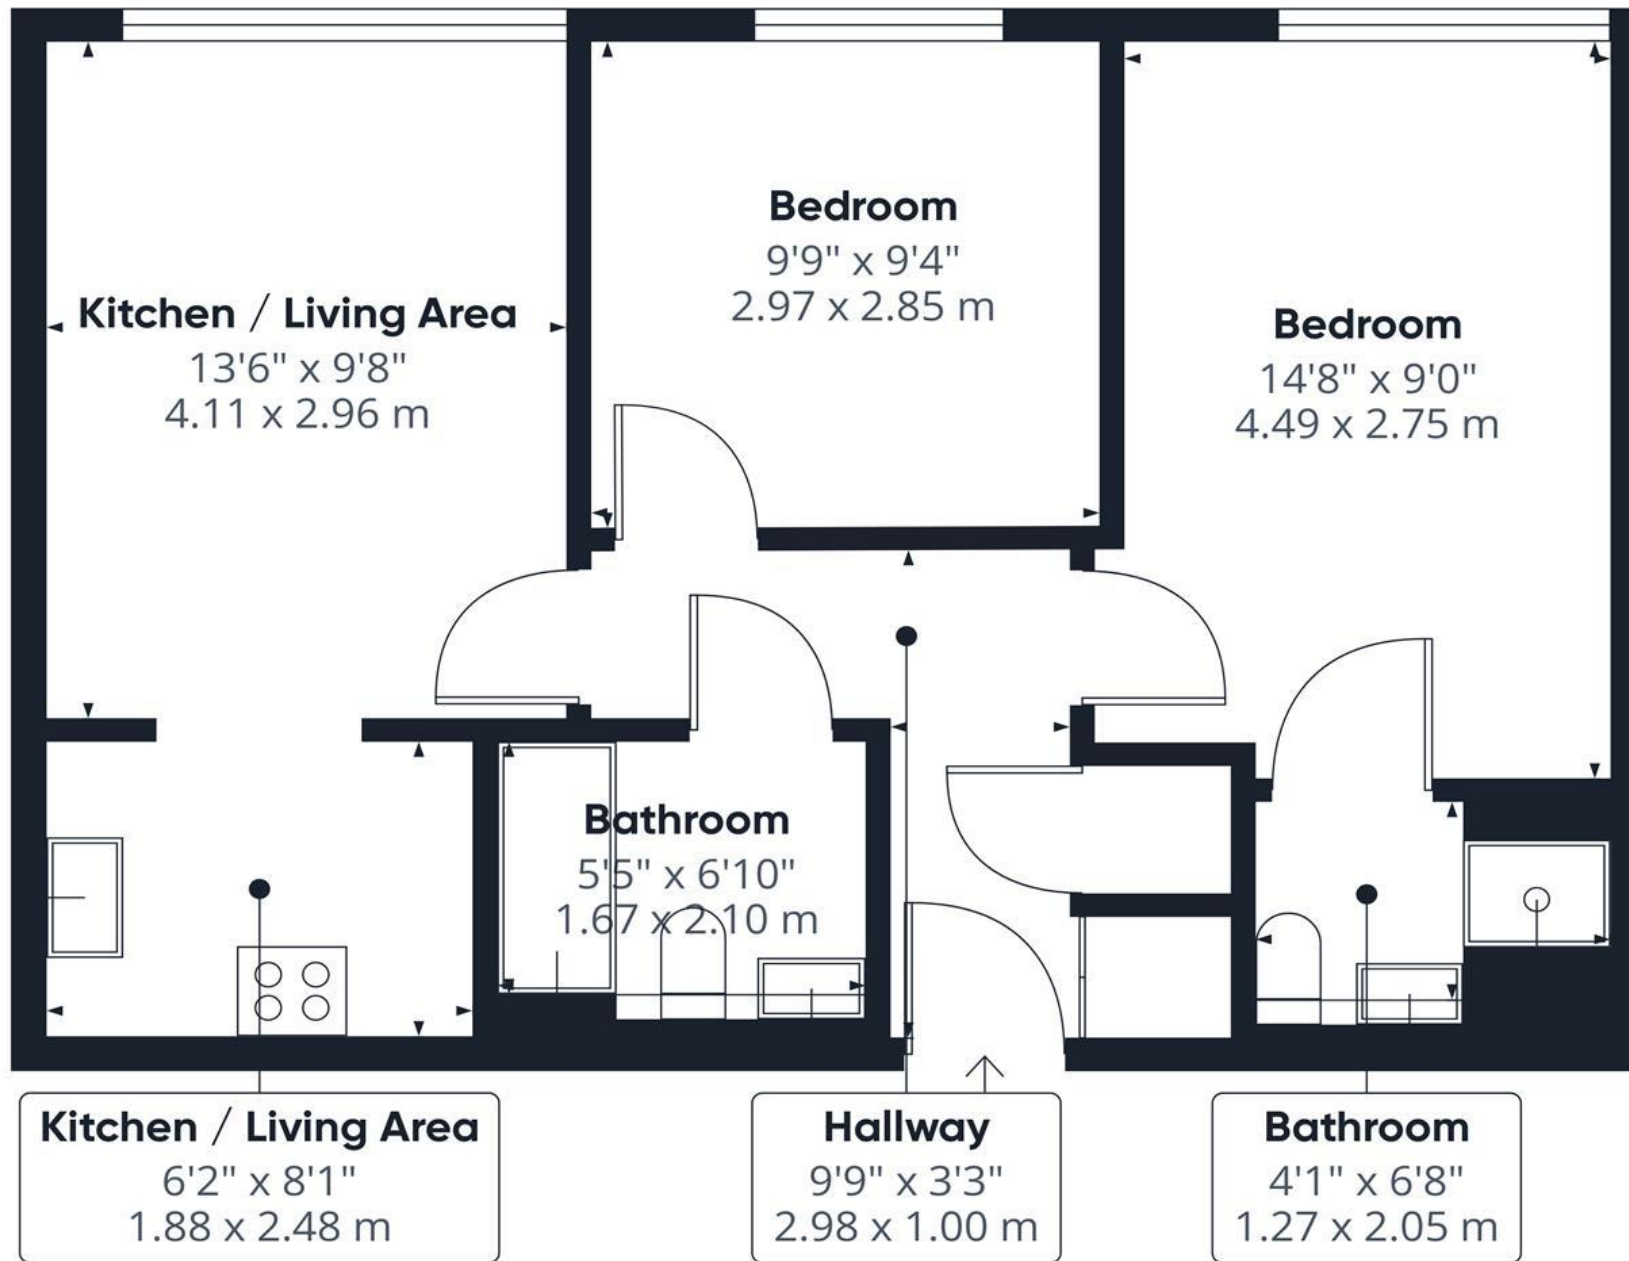 Bedroom
9'9" x 9'4"
2.97 x 2.85 m
Kitchen / Living Area
13'6" x 9'8"
4.11 x 2.96 m
Bedroom
14'8" x 9'0"
4.49 x 2.75 m
Bathroom
5'5" x 6'10"
1.67 x 2.10 m
Kitchen / Living Area
6'2" x 8'1"
1.88 x 2.48 m
Hallway
9'9" x 3'3"
2.98 x 1.00 m
Bathroom
4'1" x 6'8"
1.27 x 2.05 m